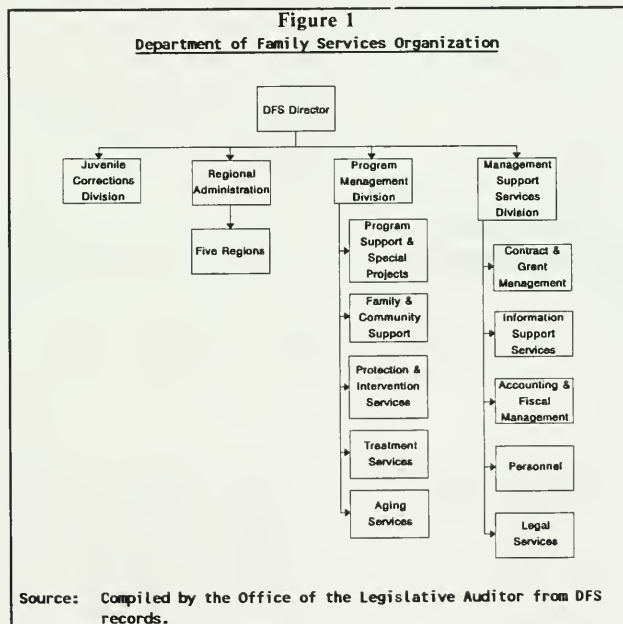 Figure 1
Department of Family Services Organization
DFS Director
Juvenile
Corrections
Division
Regional
Administration
Five Regions
Program
Management
Division
Program
Support &
Special
Projects
Family &
Community
Support
Protection &
Intervention
Services
Treatment
Services
Aging
Services
Management
Support
Services
Division
Contract &
Grant
Management
Information
Support
Services
Accounting &
Fiscal
Management
Personnel
Legal
Services
Source: Compiled by the Office of the Legislative Auditor from DFS
records.